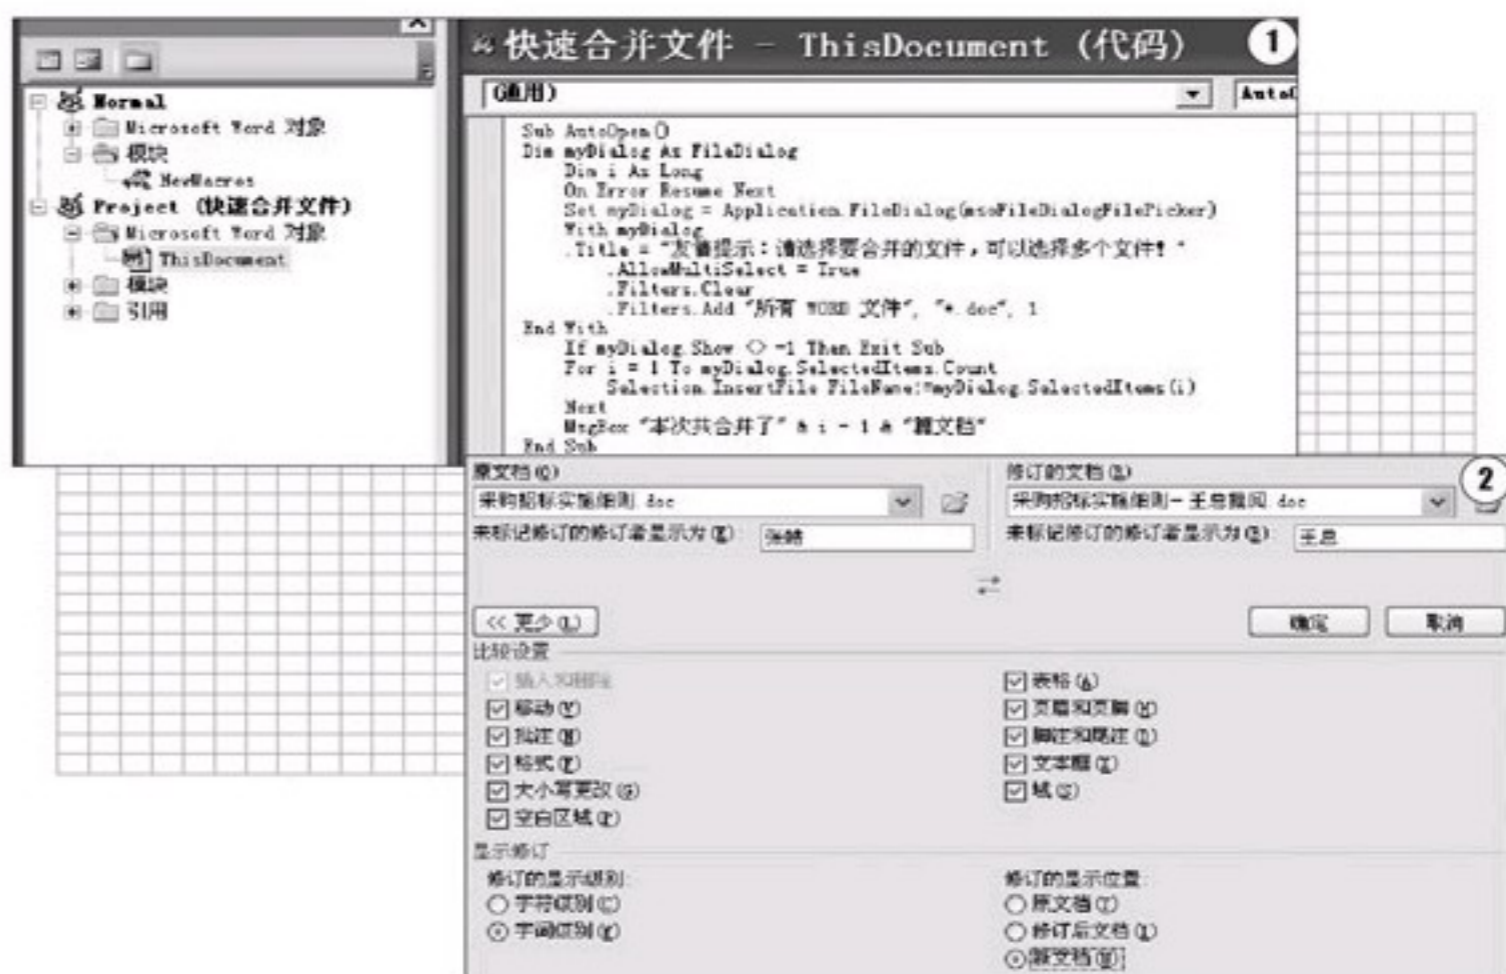 快速合并文件 - ThisDocument (代码)
1
Normal
Microsoft Word 对象
模块
NewMacros
Project (快速合并文件)
Microsoft Word 对象
ThisDocument
模块
引用
(通用)
Sub AutoOpen()
Dim myDialog As FileDialog
Dim i As Long
On Error Resume Next
Set myDialog = Application.FileDialog(msoFileDialogFilePicker)
With myDialog
.Title = "友情提示：请选择要合并的文件，可以选择多个文件！"
.AllowMultiSelect = True
.Filters.Clear
.Filters.Add "所有 WORD 文件", "*.doc", 1
End With
If myDialog.Show <> -1 Then Exit Sub
For i = 1 To myDialog.SelectedItems.Count
Selection.InsertFile FileName:=myDialog.SelectedItems(i)
Next
MsgBox "本次共合并了" & i - 1 & "篇文档"
End Sub
2
原文档(O)
修订的文档(R)
采购招标实施细则.doc
采购招标实施细则-王总裁阅.doc
未标记修订的修订者显示为(E):
未标记修订的修订者显示为(B):
王总
<< 更少(L)
确定
取消
比较设置
插入和删除
表格(A)
移动(V)
页眉和页脚(H)
批注(N)
脚注和尾注(D)
格式(F)
文本框(X)
大小写更改(G)
域(S)
空白区域(P)
显示修订
修订的显示级别:
修订的显示位置:
字符级别(C)
原文档(T)
字词级别(W)
修订后文档(I)
新文档(U)